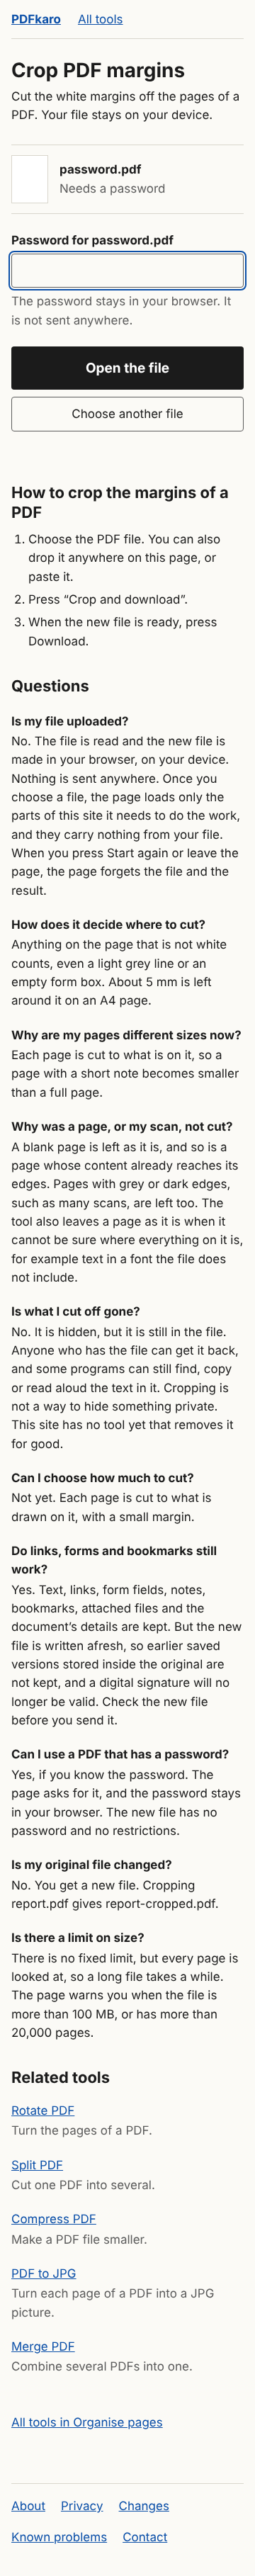 PDFkaro All tools
Crop PDF margins
Cut the white margins off the pages of a
PDF. Your file stays on your device.
password.pdf
Needs a password
Password for password.pdf
The password stays in your browser. It
is not sent anywhere.
Open the file
Choose another file
How to crop the margins of a
PDF
1. Choose the PDF file. You can also
drop it anywhere on this page, or
paste it.
2. Press “Crop and download”.
3. When the new file is ready, press
Download.
Questions
Is my file uploaded?
No. The file is read and the new file is
made in your browser, on your device.
Nothing is sent anywhere. Once you
choose a file, the page loads only the
parts of this site it needs to do the work,
and they carry nothing from your file.
When you press Start again or leave the
page, the page forgets the file and the
result.
How does it decide where to cut?
Anything on the page that is not white
counts, even a light grey line or an
empty form box. About 5 mm is left
around it on an A4 page.
Why are my pages different sizes now?
Each page is cut to what is on it, so a
page with a short note becomes smaller
than a full page.
Why was a page, or my scan, not cut?
A blank page is left as it is, and so is a
page whose content already reaches its
edges. Pages with grey or dark edges,
such as many scans, are left too. The
tool also leaves a page as it is when it
cannot be sure where everything on it is,
for example text in a font the file does
not include.
Is what I cut off gone?
No. It is hidden, but it is still in the file.
Anyone who has the file can get it back,
and some programs can still find, copy
or read aloud the text in it. Cropping is
not a way to hide something private.
This site has no tool yet that removes it
for good.
Can I choose how much to cut?
Not yet. Each page is cut to what is
drawn on it, with a small margin.
Do links, forms and bookmarks still
work?
Yes. Text, links, form fields, notes,
bookmarks, attached files and the
document’s details are kept. But the new
file is written afresh, so earlier saved
versions stored inside the original are
not kept, and a digital signature will no
longer be valid. Check the new file
before you send it.
Can I use a PDF that has a password?
Yes, if you know the password. The
page asks for it, and the password stays
in your browser. The new file has no
password and no restrictions.
Is my original file changed?
No. You get a new file. Cropping
report.pdf gives report-cropped.pdf.
Is there a limit on size?
There is no fixed limit, but every page is
looked at, so a long file takes a while.
The page warns you when the file is
more than 100 MB, or has more than
20,000 pages.
Related tools
Rotate PDF
Turn the pages of a PDF.
Split PDF
Cut one PDF into several.
Compress PDF
Make a PDF file smaller.
PDF to JPG
Turn each page of a PDF into a JPG
picture.
Merge PDF
Combine several PDFs into one.
All tools in Organise pages
About Privacy Changes
Known problems Contact